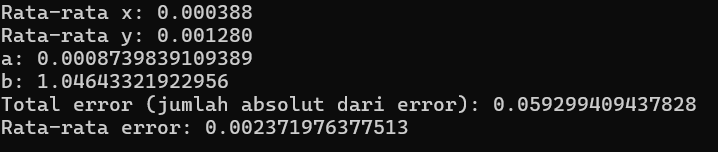 Rata-rata x: 0.000388
Rata-rata y: 0.001280
a: 0.0008739839109389
b: 1.04643321922956
Total error (jumlah absolut dari error): 0.059299409437828
Rata-rata error: 0.002371976377513